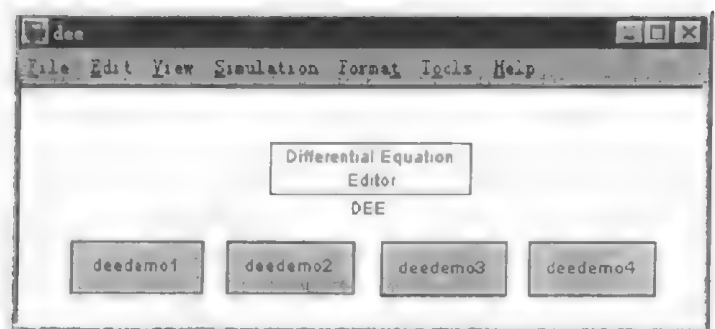 dee
File Edit View Simulation Format Tools Help
Differential Equation
Editor
DEE
deedemo1 deedemo2 deedemo3 deedemo4